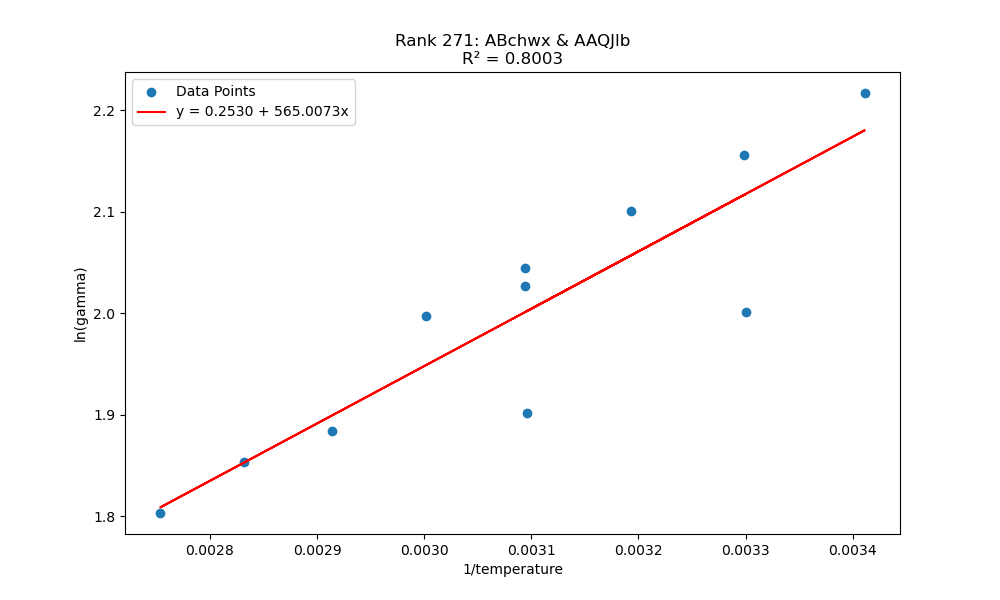 Rank 271: ABchwx & AAQJlb
R² = 0.8003
Data Points
y = 0.2530 + 565.0073x
ln(gamma)
2.2
2.1
2.0
1.9
1.8
0.0028 0.0029 0.0030 0.0031 0.0032 0.0033 0.0034
1/temperature